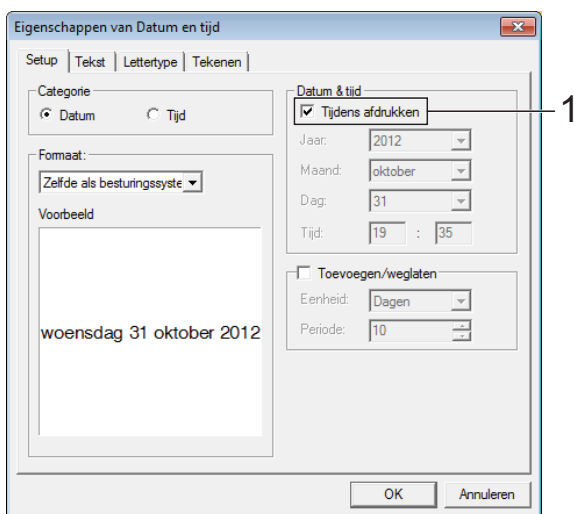 Eigenschappen van Datum en tijd
Setup Tekst Lettertype Tekenen
Categorie
Datum Tijd
Formaat:
Zelfde als besturingssyste
Voorbeeld
woensdag 31 oktober 2012
Datum & tijd
Tijdens afdrukken
1
Jaar: 2012
Maand: oktober
Dag: 31
Tijd: 19 : 35
Toevoegen/weglaten
Eenheid: Dagen
Periode: 10
OK Annuleren